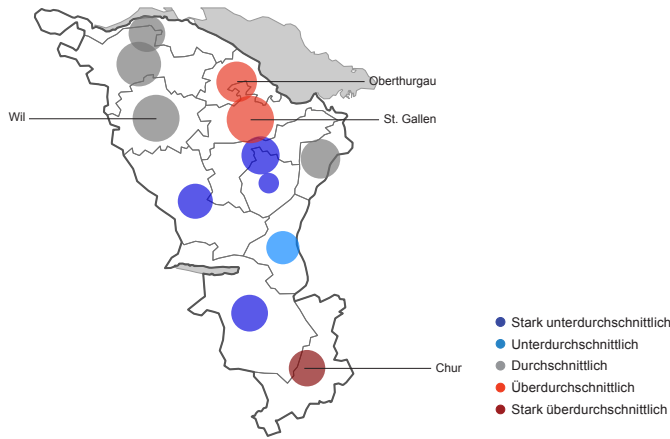 Oberthurgau
Wil
St. Gallen
Chur
Stark unterdurchschnittlich
Unterdurchschnittlich
Durchschnittlich
Überdurchschnittlich
Stark überdurchschnittlich